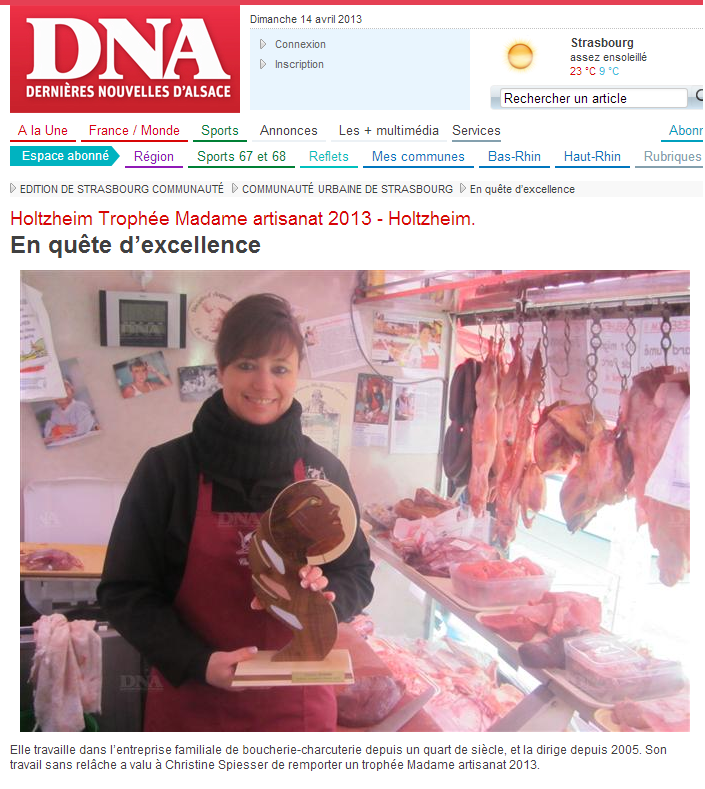 DNA
DERNIÈRES NOUVELLES D'ALSACE
Dimanche 14 avril 2013
Connexion
Inscription
Strasbourg
assez ensoleillé
23 °C 9 °C
Rechercher un article
A la Une France / Monde Sports Annonces Les + multimédia Services Abonn
Espace abonné Région Sports 67 et 68 Reflets Mes communes Bas-Rhin Haut-Rhin Rubriques
EDITION DE STRASBOURG COMMUNAUTÉ COMMUNAUTÉ URBAINE DE STRASBOURG En quête d'excellence
Holtzheim Trophée Madame artisanat 2013 - Holtzheim.
En quête d’excellence
DNA
DNA
DNA
Elle travaille dans l’entreprise familiale de boucherie-charcuterie depuis un quart de siècle, et la dirige depuis 2005. Son
travail sans relâche a valu à Christine Spiesser de remporter un trophée Madame artisanat 2013.